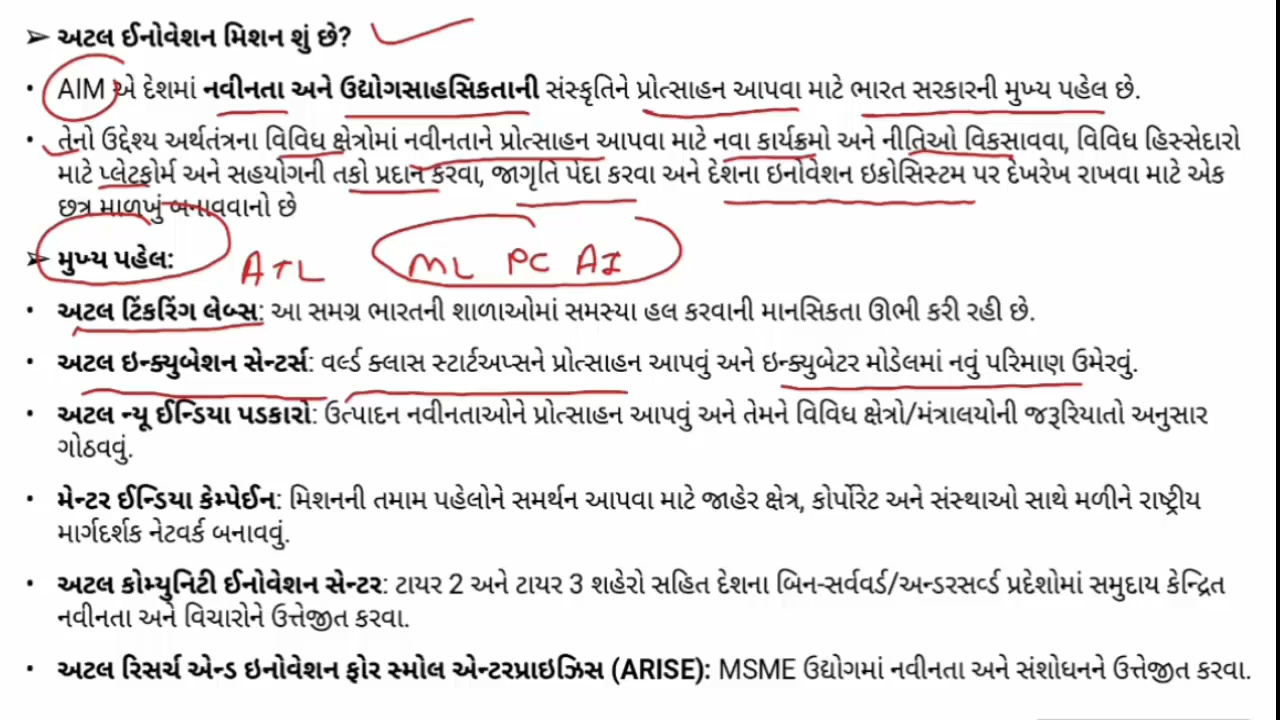 ➢ અટલ ઈનોવેશન મિશન શું છે?
• AIM એ દેશમાં નવીનતા અને ઉદ્યોગસાહસિકતાની સંસ્કૃતિને પ્રોત્સાહન આપવા માટે ભારત સરકારની મુખ્ય પહેલ છે.
• તેનો ઉદ્દેશ્ય અર્થતંત્રના વિવિધ ક્ષેત્રોમાં નવીનતાને પ્રોત્સાહન આપવા માટે નવા કાર્યક્રમો અને નીતિઓ વિકસાવવા, વિવિધ હિસ્સેદારો
માટે પ્લેટફોર્મ અને સહયોગની તકો પ્રદાન કરવા, જાગૃતિ પેદા કરવા અને દેશના ઇનોવેશન ઇકોસિસ્ટમ પર દેખરેખ રાખવા માટે એક
છત્ર માળખું બનાવવાનો છે
➢ મુખ્ય પહેલ:
ATL ML PC AI
• અટલ ટિંકરિંગ લેબ્સ: આ સમગ્ર ભારતની શાળાઓમાં સમસ્યા હલ કરવાની માનસિકતા ઊભી કરી રહી છે.
• અટલ ઇન્ક્યુબેશન સેન્ટર્સ: વર્લ્ડ ક્લાસ સ્ટાર્ટઅપ્સને પ્રોત્સાહન આપવું અને ઇન્ક્યુબેટર મોડેલમાં નવું પરિમાણ ઉમેરવું.
• અટલ ન્યૂ ઈન્ડિયા પડકારો: ઉત્પાદન નવીનતાઓને પ્રોત્સાહન આપવું અને તેમને વિવિધ ક્ષેત્રો/મંત્રાલયોની જરૂરિયાતો અનુસાર
ગોઠવવું.
• મેન્ટર ઈન્ડિયા કેમ્પેઈન: મિશનની તમામ પહેલોને સમર્થન આપવા માટે જાહેર ક્ષેત્ર, કોર્પોરેટ અને સંસ્થાઓ સાથે મળીને રાષ્ટ્રીય
માર્ગદર્શક નેટવર્ક બનાવવું.
• અટલ કોમ્યુનિટી ઈનોવેશન સેન્ટર: ટાયર 2 અને ટાયર 3 શહેરો સહિત દેશના બિન-સર્વવર્ડ/અન્ડરસર્વ્ડ પ્રદેશોમાં સમુદાય કેન્દ્રિત
નવીનતા અને વિચારોને ઉત્તેજીત કરવા.
• અટલ રિસર્ચ એન્ડ ઇનોવેશન ફોર સ્મોલ એન્ટરપ્રાઇઝિસ (ARISE): MSME ઉદ્યોગમાં નવીનતા અને સંશોધનને ઉત્તેજીત કરવા.